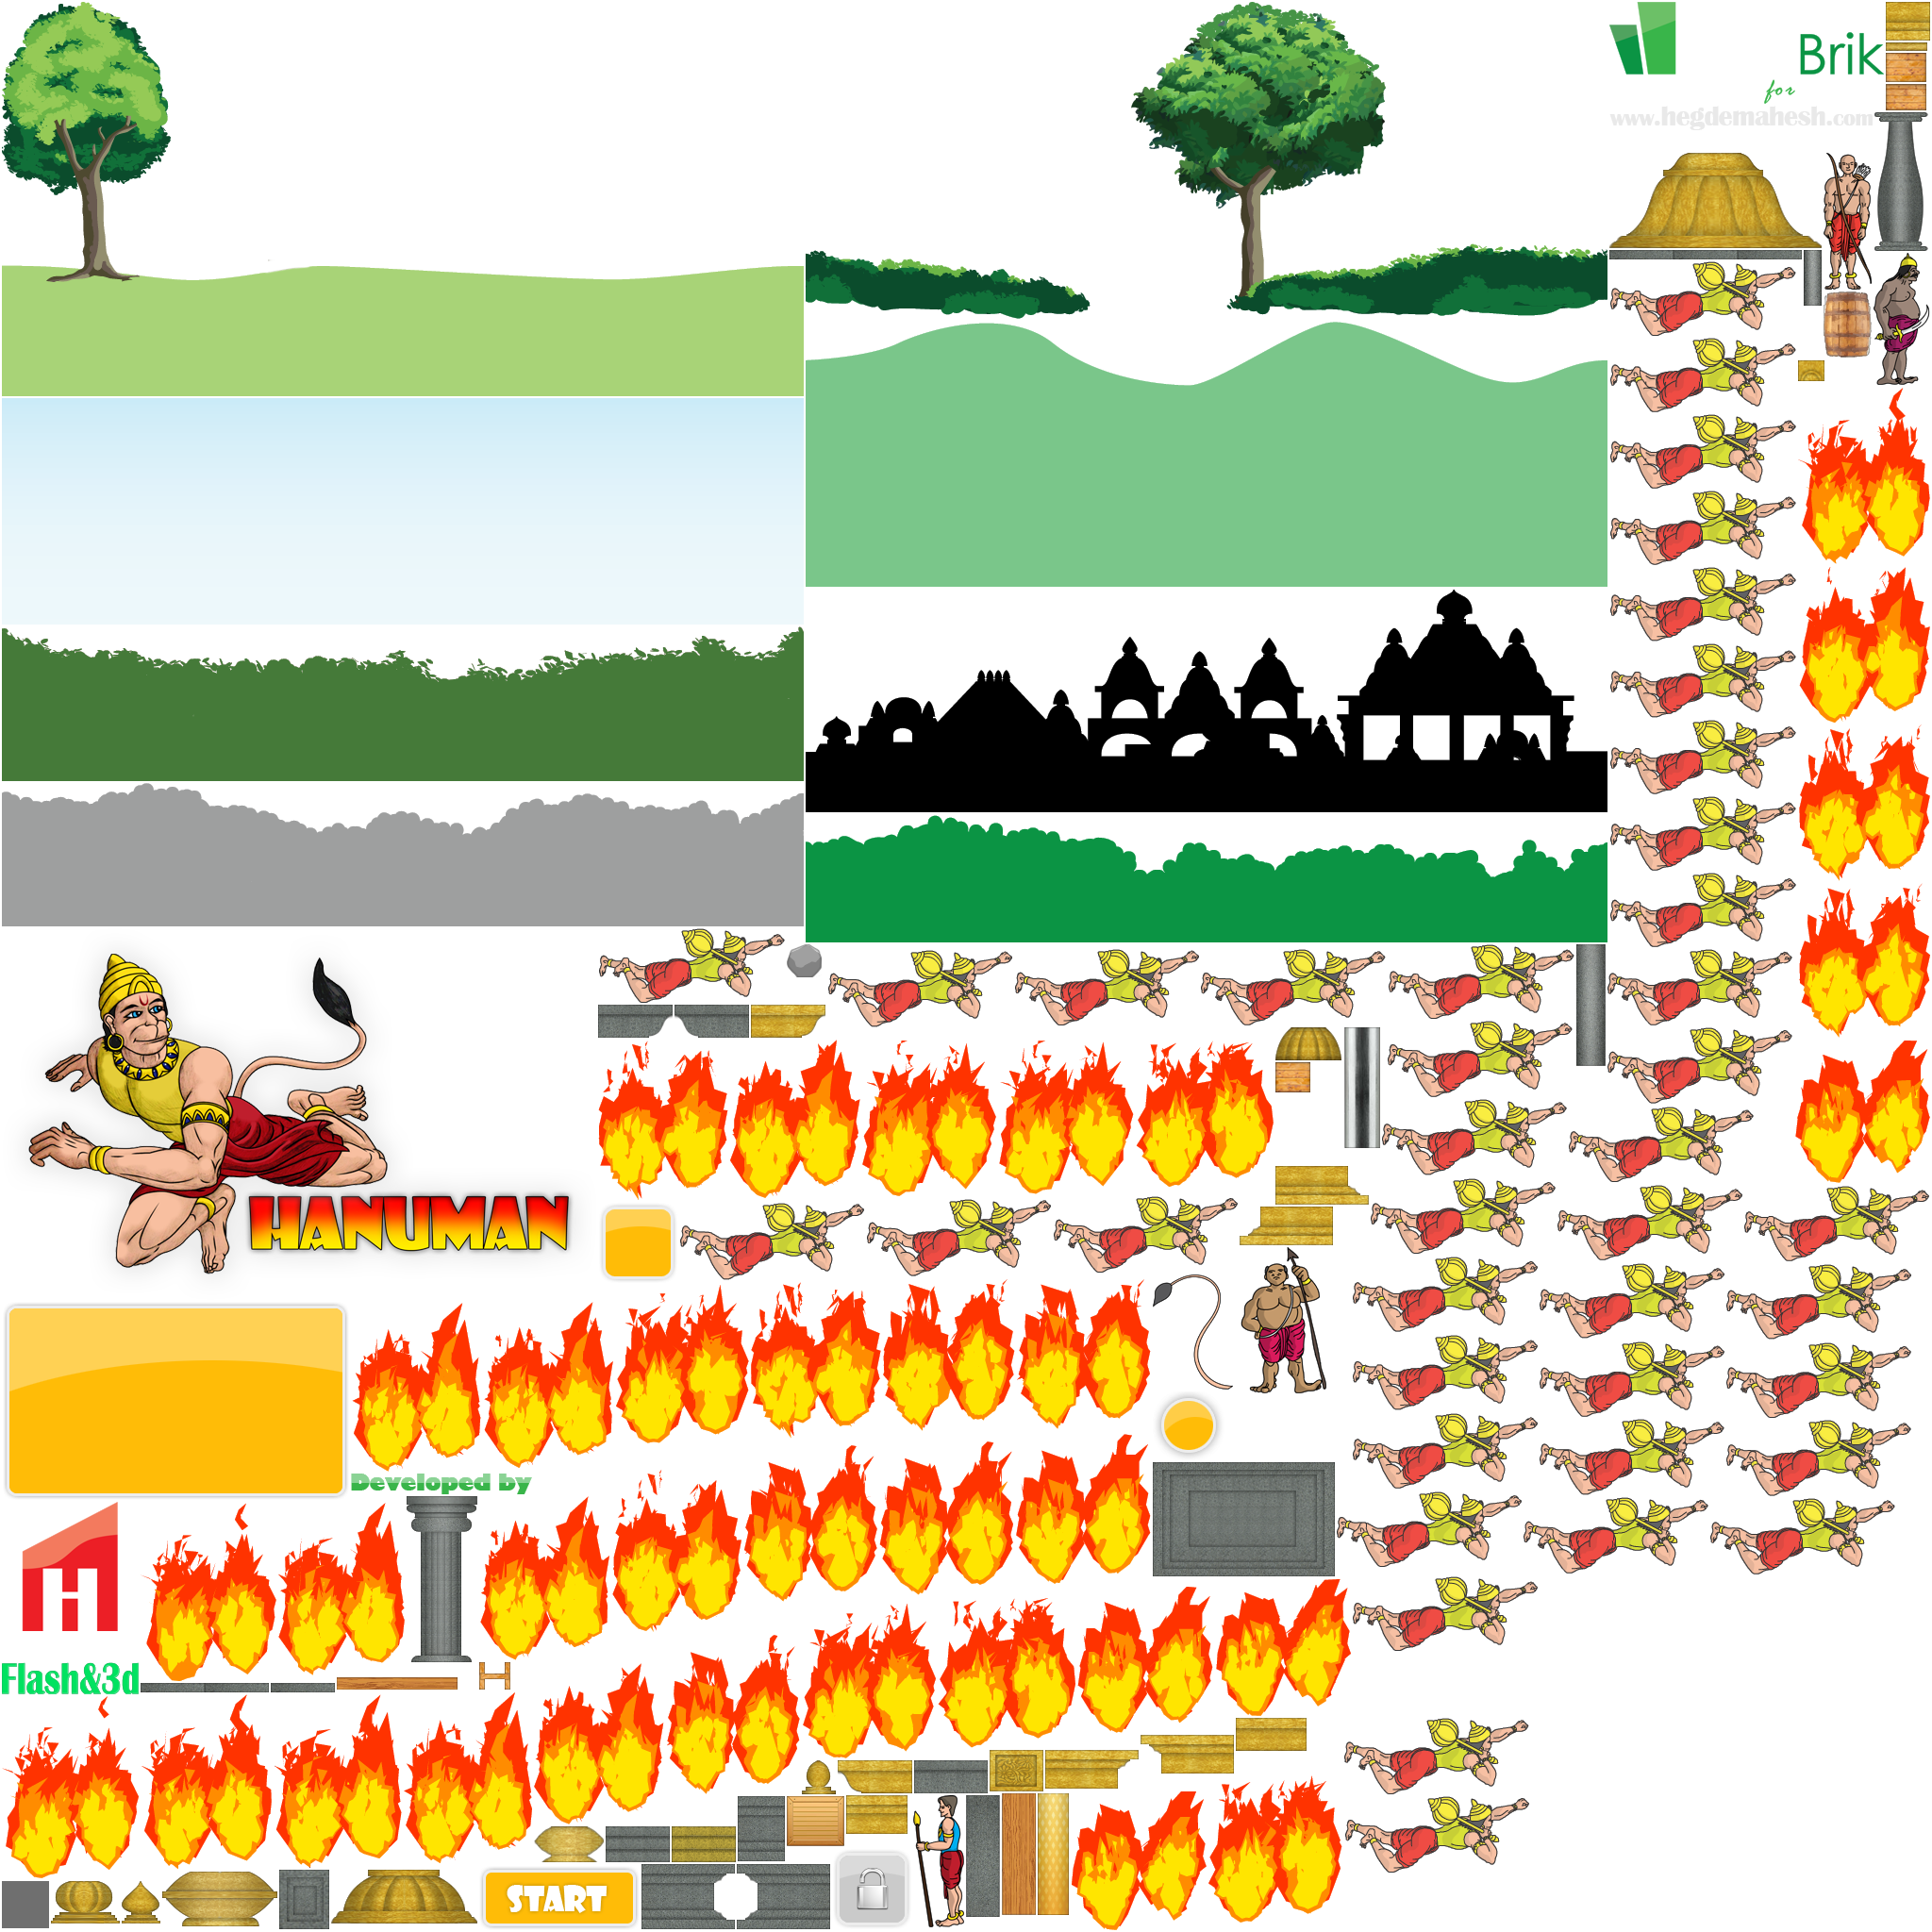 Brik
for
www.hegdemahesh.com
HANUMAN
Developed by
H
Flash&3d
START